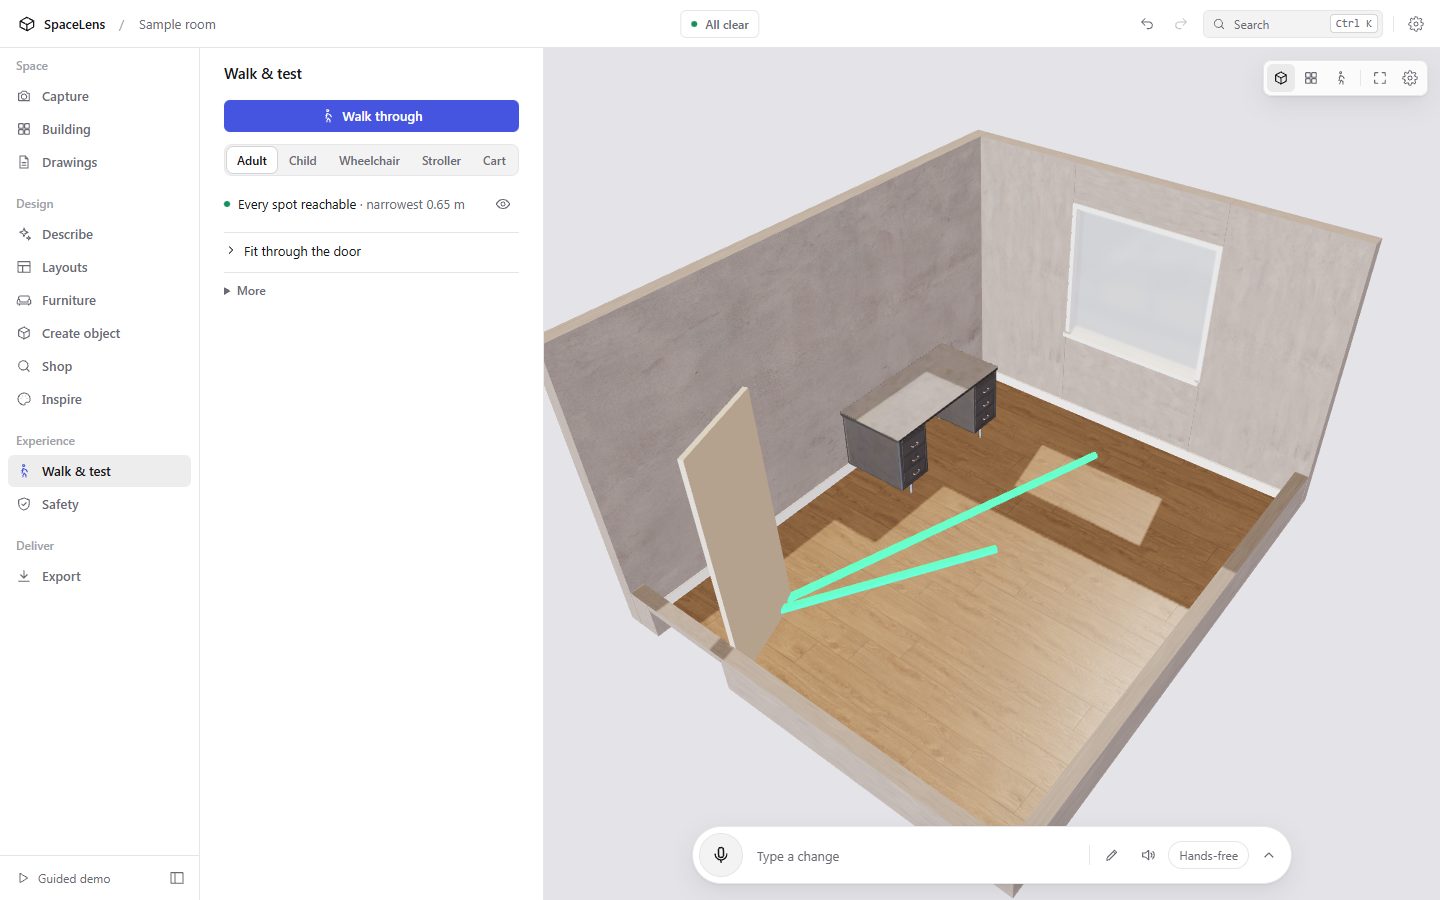 SpaceLens / Sample room
All clear
Search Ctrl K
Space
Capture
Building
Drawings
Design
Describe
Layouts
Furniture
Create object
Shop
Inspire
Experience
Walk & test
Safety
Deliver
Export
Guided demo
Walk & test
Walk through
Adult Child Wheelchair Stroller Cart
Every spot reachable · narrowest 0.65 m
Fit through the door
More
Type a change
Hands-free